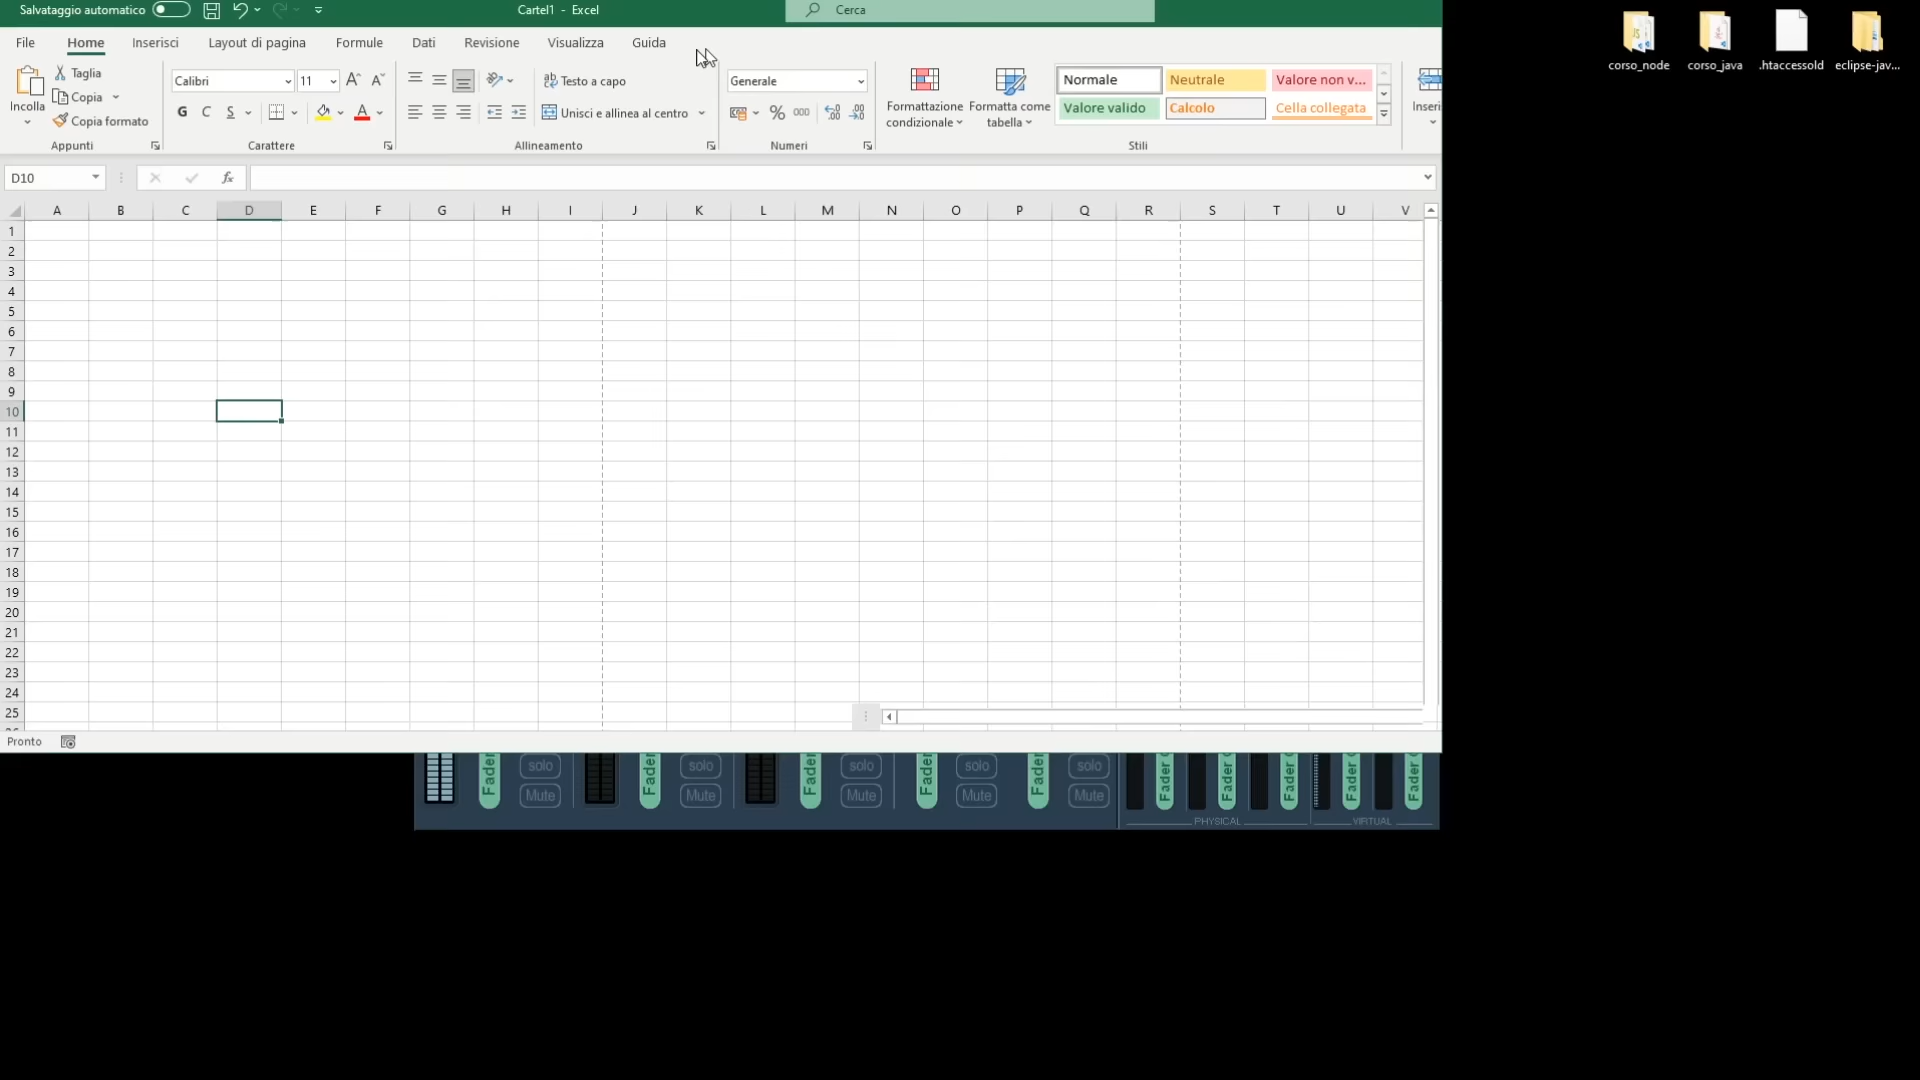 Salvataggio automatico
Cartel1 - Excel
Cerca
File Home Inserisci Layout di pagina Formule Dati Revisione Visualizza Guida
Incolla
Taglia
Copia
Copia formato
Appunti
Calibri 11
G C S
Carattere
Testo a capo
Unisci e allinea al centro
Allineamento
Generale
% 000
Numeri
Formattazione
condizionale
Formatta come
tabella
Normale Neutrale Valore non v...
Valore valido Calcolo Cella collegata
Stili
D10
fx
A B C D E F G H I J K L M N O P Q R S T U V
1
2
3
4
5
6
7
8
9
10
11
12
13
14
15
16
17
18
19
20
21
22
23
24
25
Pronto
Fader solo Fader solo Fader solo Fader solo Fader solo Fader Fader Fader Fader Fader
Mute Mute Mute Mute Mute
PHYSICAL VIRTUAL
corso_node corso_java .htaccessold eclipse-jav...